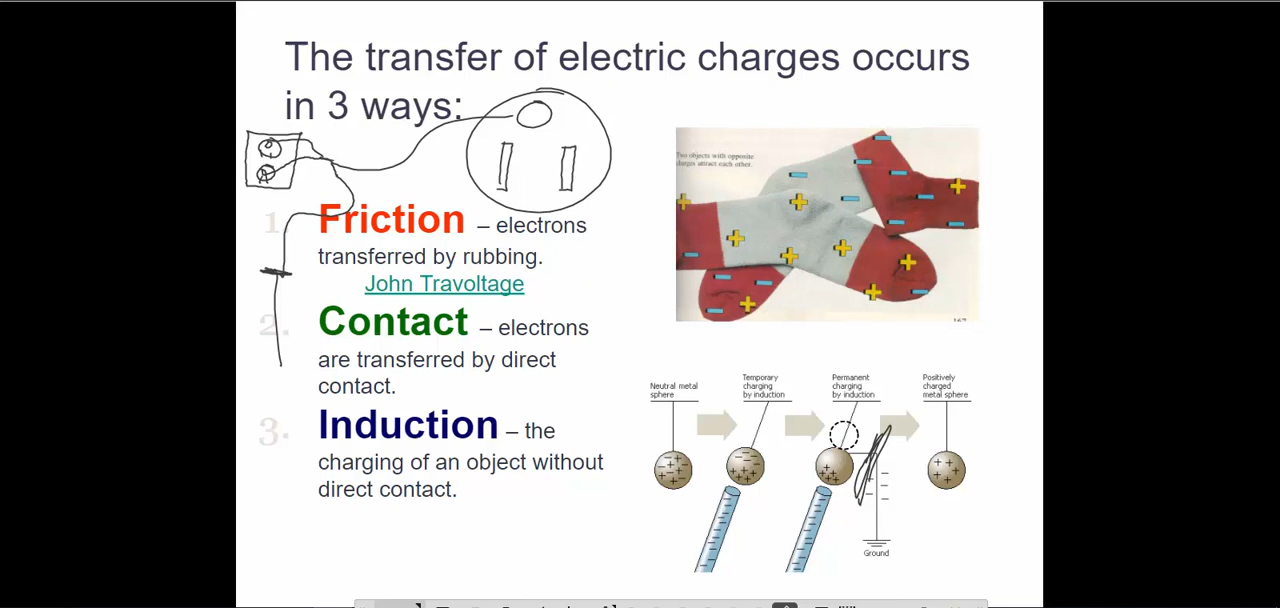 The transfer of electric charges occurs
in 3 ways:
Two objects with opposite
charges attract each other.
1. Friction – electrons
transferred by rubbing.
John Travoltage
2. Contact – electrons
are transferred by direct
contact.
3. Induction – the
charging of an object without
direct contact.
Neutral metal
sphere
Temporary
charging
by induction
Permanent
charging
by induction
Positively
charged
metal sphere
Ground